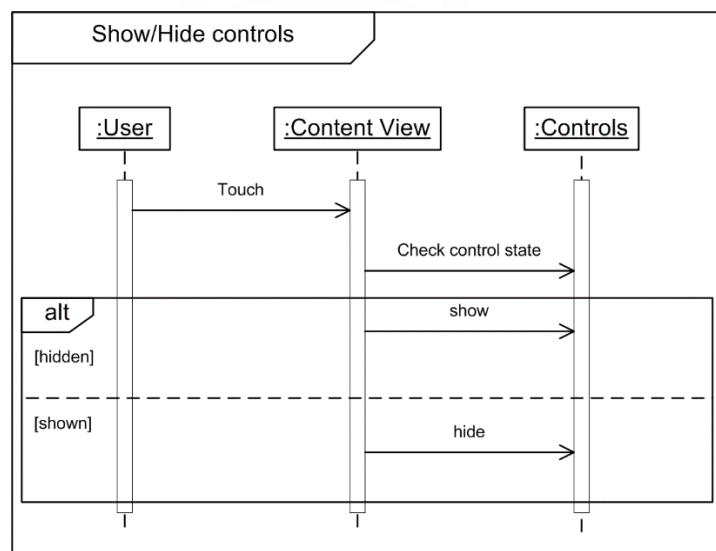 Show/Hide controls
:User
:Content View
:Controls
Touch
Check control state
alt
show
[hidden]
[shown]
hide